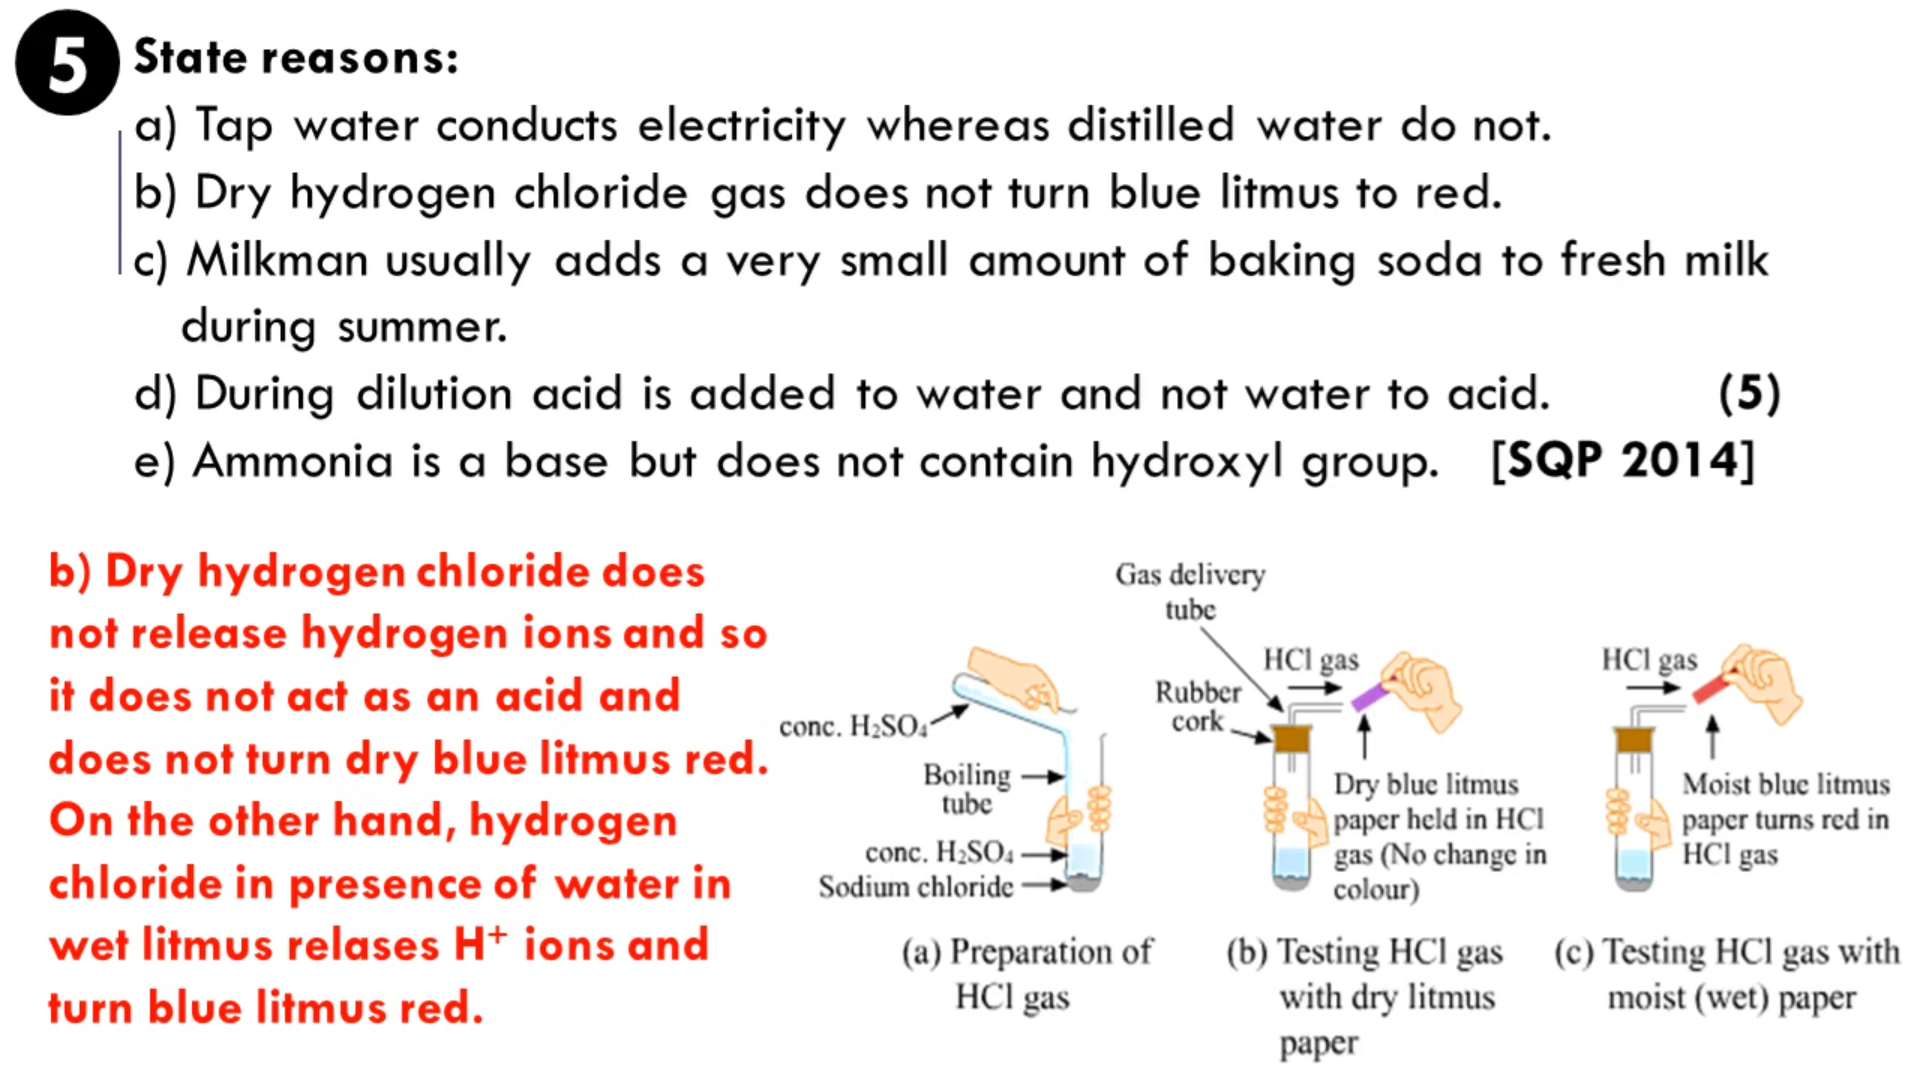 5 State reasons:
a) Tap water conducts electricity whereas distilled water do not.
b) Dry hydrogen chloride gas does not turn blue litmus to red.
c) Milkman usually adds a very small amount of baking soda to fresh milk
during summer.
d) During dilution acid is added to water and not water to acid. (5)
e) Ammonia is a base but does not contain hydroxyl group. [SQP 2014]
b) Dry hydrogen chloride does
not release hydrogen ions and so
it does not act as an acid and
does not turn dry blue litmus red.
On the other hand, hydrogen
chloride in presence of water in
wet litmus relases H⁺ ions and
turn blue litmus red.
conc. H₂SO₄
Boiling
tube
conc. H₂SO₄
Sodium chloride
(a) Preparation of
HCl gas
Gas delivery
tube
HCl gas
Rubber
cork
Dry blue litmus
paper held in HCl
gas (No change in
colour)
(b) Testing HCl gas
with dry litmus
paper
HCl gas
Moist blue litmus
paper turns red in
HCl gas
(c) Testing HCl gas with
moist (wet) paper